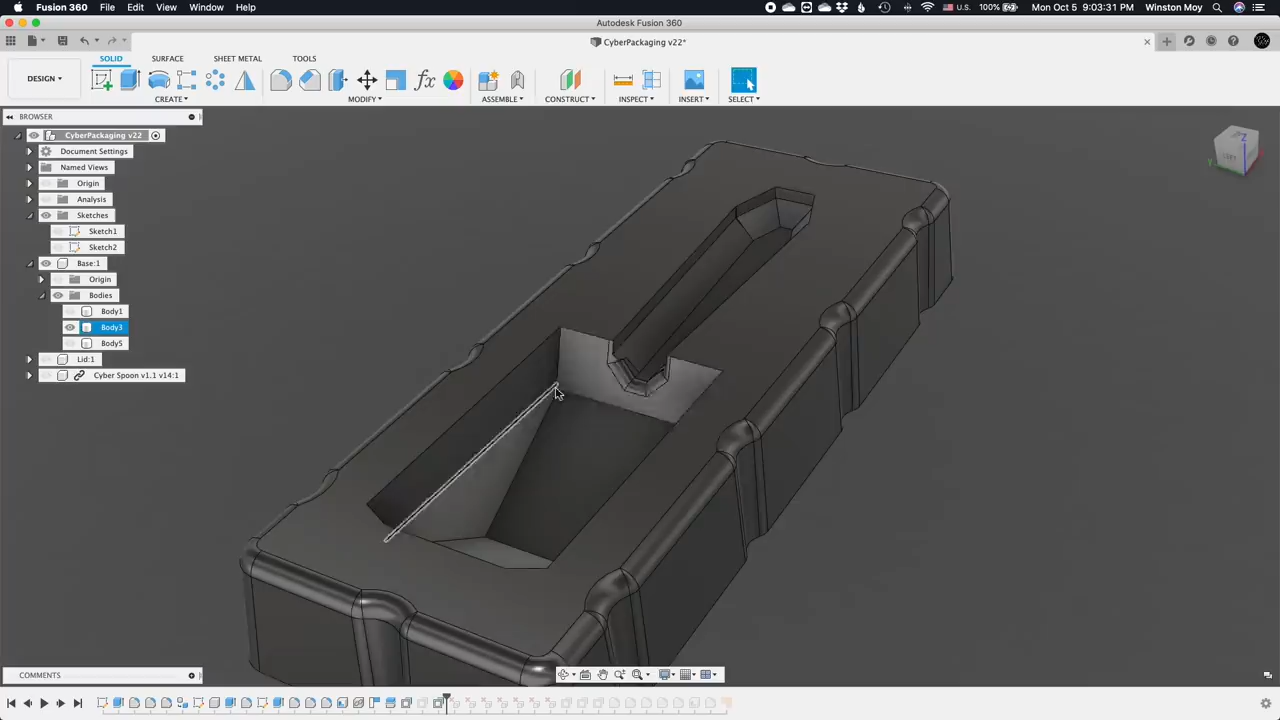 Fusion 360 File Edit View Window Help
U.S. 100% Mon Oct 5 9:03:31 PM Winston Moy
Autodesk Fusion 360
CyberPackaging v22*
SOLID SURFACE SHEET METAL TOOLS
DESIGN
CREATE MODIFY ASSEMBLE CONSTRUCT INSPECT INSERT SELECT
BROWSER
CyberPackaging v22
Document Settings
Named Views
Origin
Analysis
Sketches
Sketch1
Sketch2
Base:1
Origin
Bodies
Body1
Body3
Body5
Lid:1
Cyber Spoon v1.1 v14:1
COMMENTS